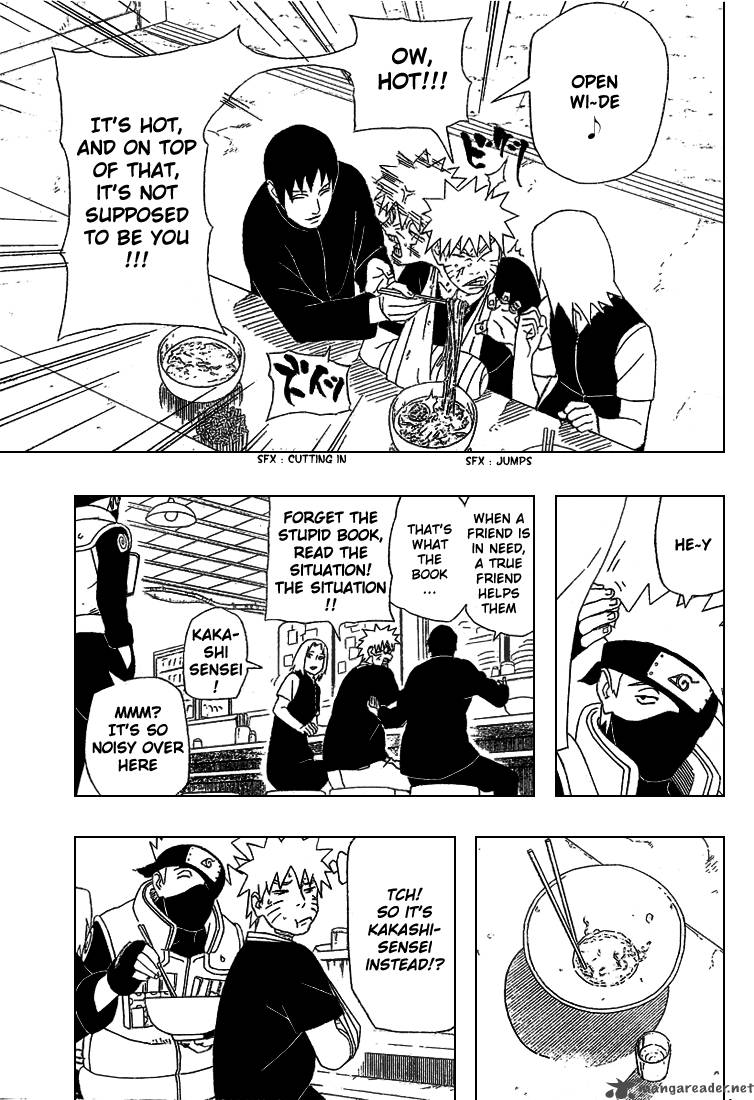 OPEN
WI~DE
♪
OW,
HOT!!!
IT'S HOT,
AND ON TOP
OF THAT,
IT'S NOT
SUPPOSED
TO BE YOU
!!!
SFX : CUTTING IN
SFX : JUMPS
HE~Y
WHEN A
FRIEND IS
IN NEED,
A TRUE
FRIEND
HELPS
THEM
THAT'S
WHAT
THE
BOOK
...
FORGET THE
STUPID BOOK,
READ THE
SITUATION!
THE SITUATION
!!
KAKA-
SHI
SENSEI
!
MMM?
IT'S SO
NOISY OVER
HERE
TCH!
SO IT'S
KAKASHI-
SENSEI
INSTEAD!?
mangareader.net